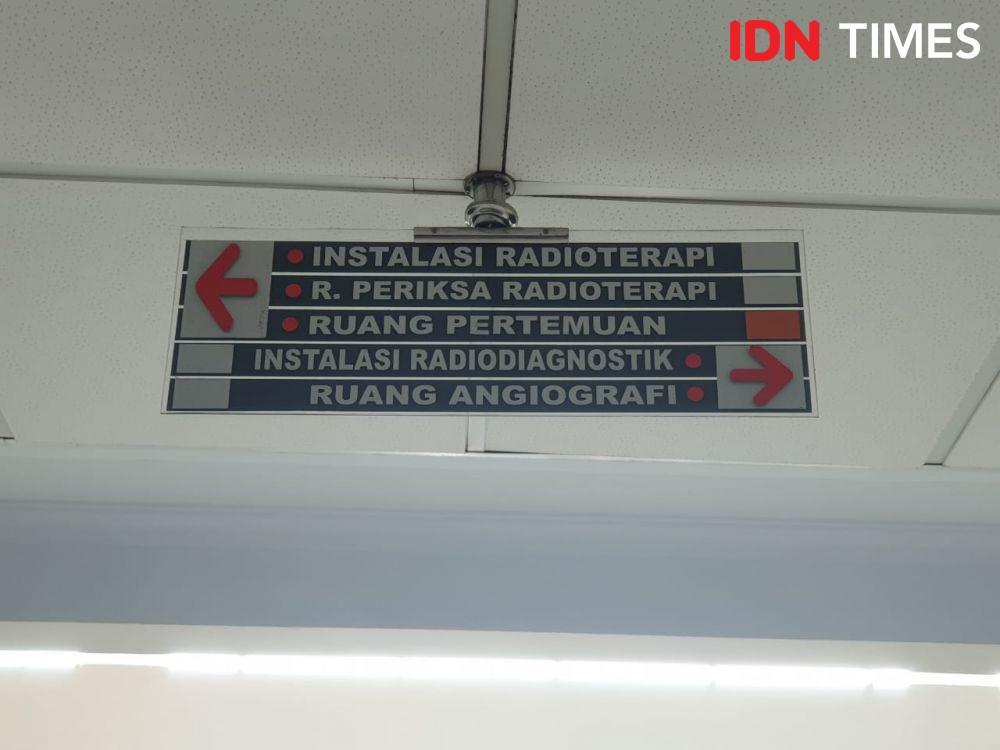 IDN TIMES
INSTALASI RADIOTERAPI
R. PERIKSA RADIOTERAPI
RUANG PERTEMUAN
INSTALASI RADIODIAGNOSTIK
RUANG ANGIOGRAFI